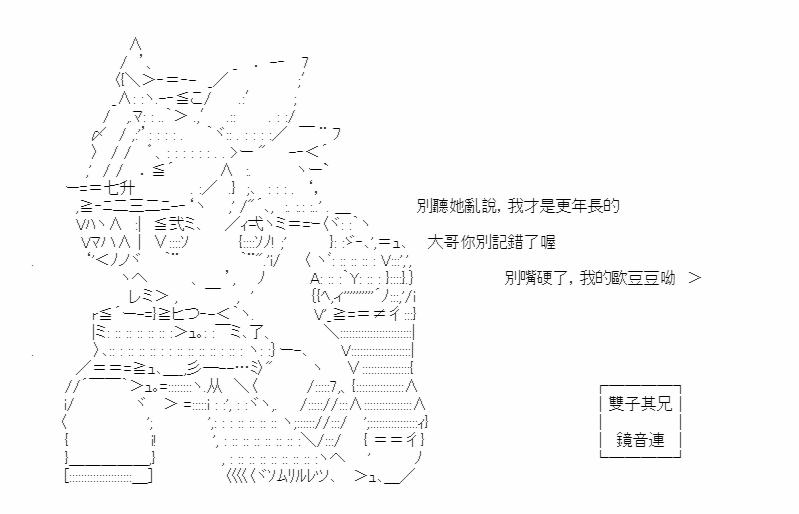 別聽她亂說，我才是更年長的
大哥你別記錯了喔
別嘴硬了，我的歐豆豆呦　＞
雙子其兄
鏡音連